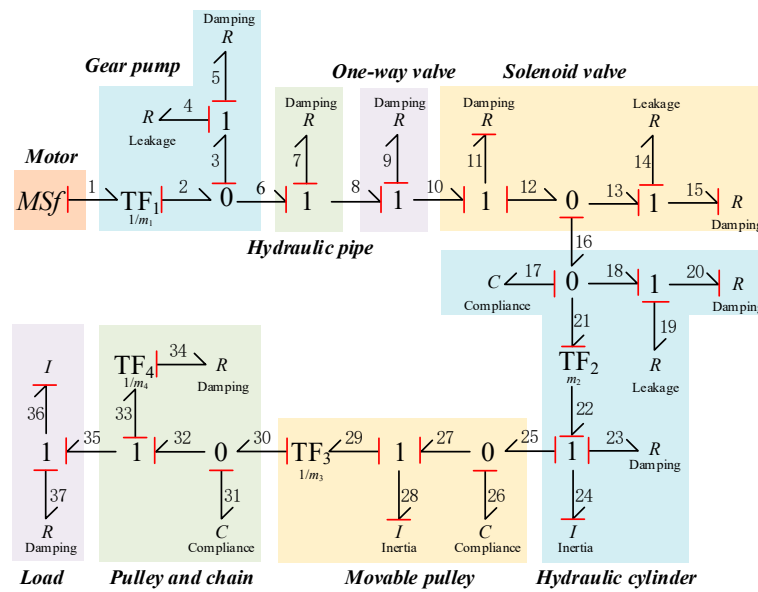 Damping
R
5
Gear pump
One-way valve
Solenoid valve
R 4 1
Leakage
3
Damping
R
7
Damping
R
9
Damping
R
11
Leakage
R
14
Motor
MSf 1 TF1 2 0 6 1 8 1 10 1 12 0 13 1 15 R
1/m1
Damping
Hydraulic pipe
16
C 17 0 18 1 20 R
Compliance
Damping
21
19
TF2
m2
R
Leakage
I
36
TF4 34 R
1/m4
Damping
33
22
1 35 1 32 0 30 TF3 29 1 27 0 25 1 23 R
1/m3
Damping
37
31
28
26
24
R
Damping
C
Compliance
I
Inertia
C
Compliance
I
Inertia
Load
Pulley and chain
Movable pulley
Hydraulic cylinder